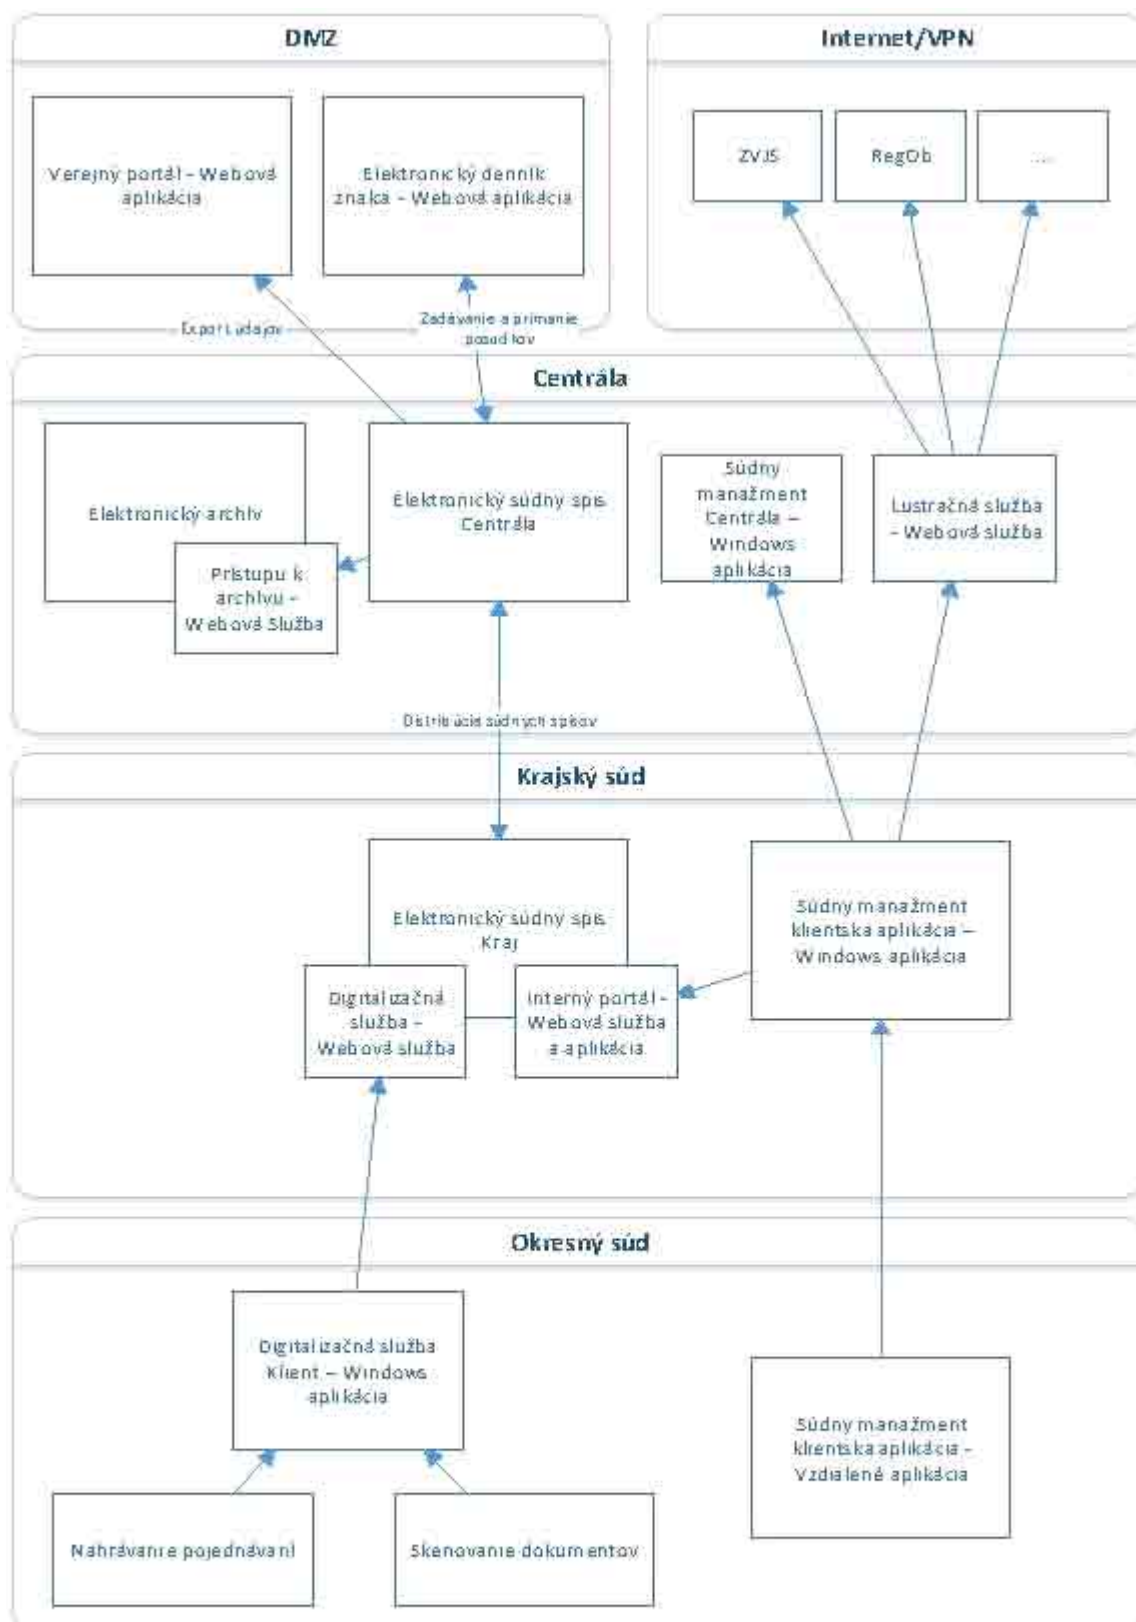 DMZ
Verejný portál - Webová
aplikácia
Elektronický denník
znaka - Webová aplikácia
Export údajov
Zadávanie a prímanie
posudkov
Internet/VPN
ZVJS
RegOb
...
Centrála
Elektronický archív
Prístupu k
archívu -
Webová Služba
Elektronický súdny spis
Centrála
Súdny
manažment
Centrála –
Windows
aplikácia
Lustračná služba
- Webová služba
Distribúcia súdnych spisov
Krajský súd
Elektronický súdny spis
Kraj
Digitalizačná
služba –
Webová služba
Interný portál -
Webová služba
a aplikácia
Súdny manažment
klientska aplikácia –
Windows aplikácia
Okresný súd
Digitalizačná služba
Klient – Windows
aplikácia
Nahrávanie pojednávaní
Skenovanie dokumentov
Súdny manažment
klientska aplikácia -
Vzdialené aplikácia